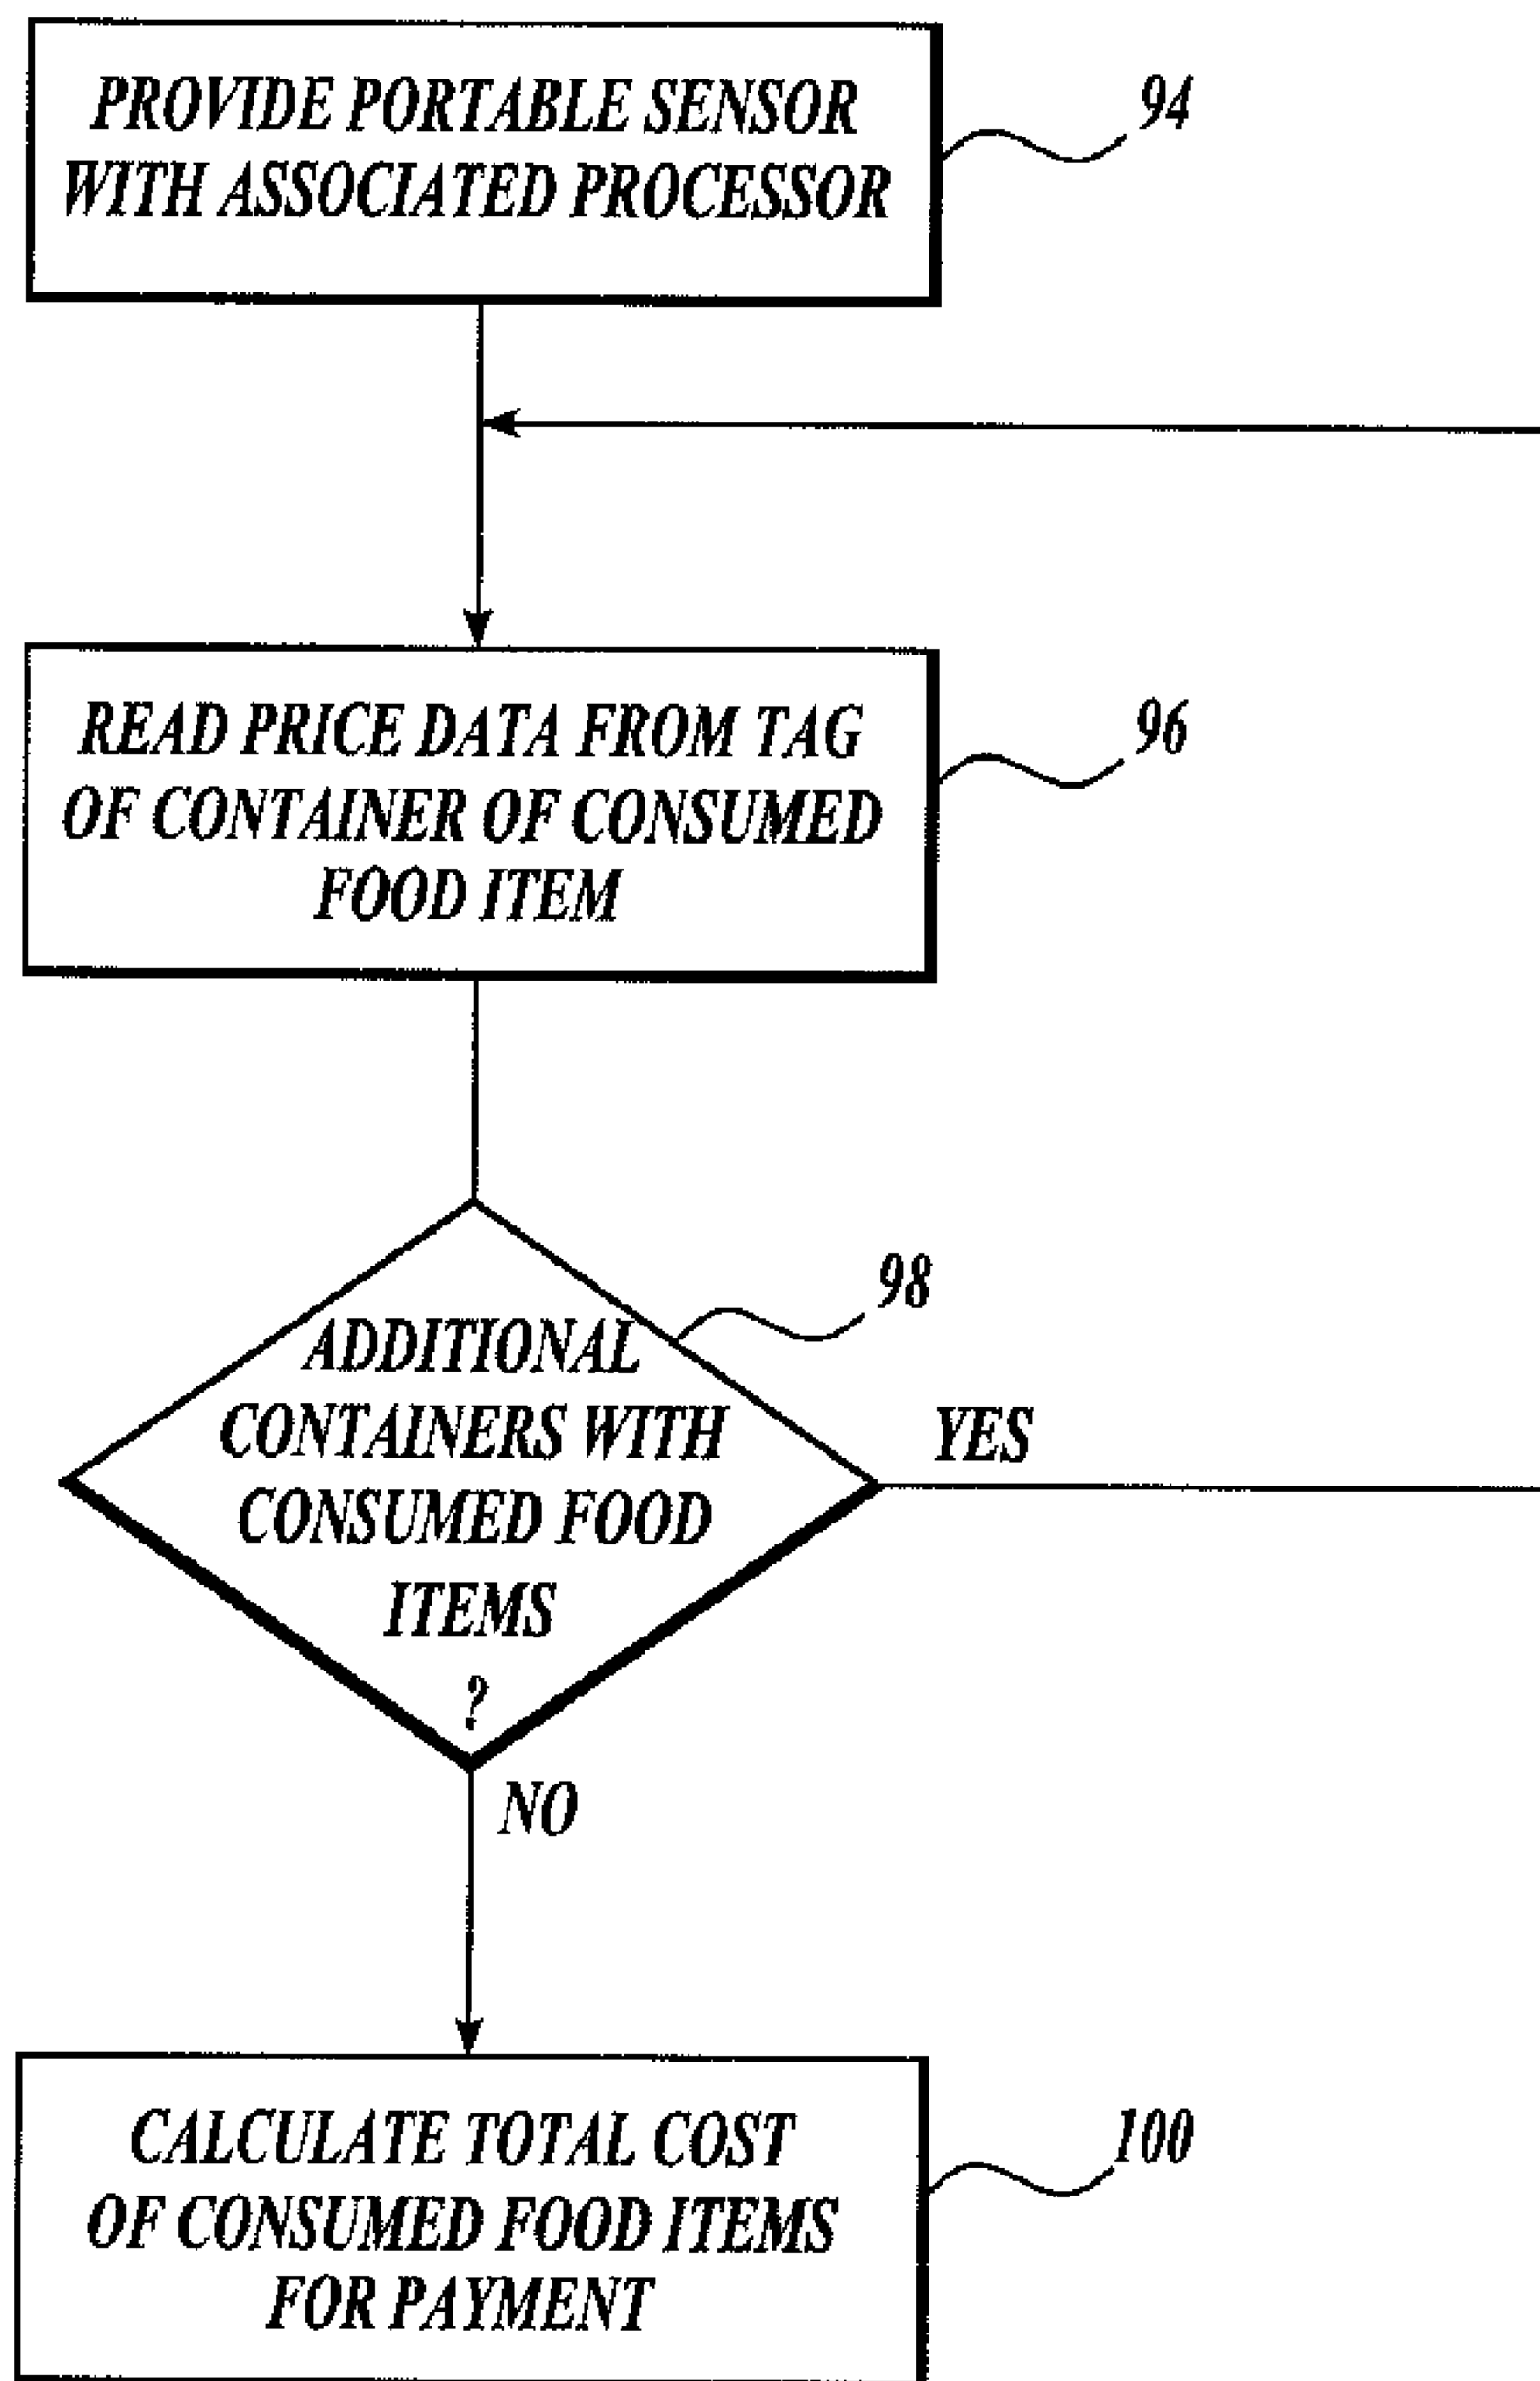 PROVIDE PORTABLE SENSOR
WITH ASSOCIATED PROCESSOR
94
READ PRICE DATA FROM TAG
OF CONTAINER OF CONSUMED
FOOD ITEM
96
ADDITIONAL
CONTAINERS WITH
CONSUMED FOOD
ITEMS
?
98
YES
NO
CALCULATE TOTAL COST
OF CONSUMED FOOD ITEMS
FOR PAYMENT
100